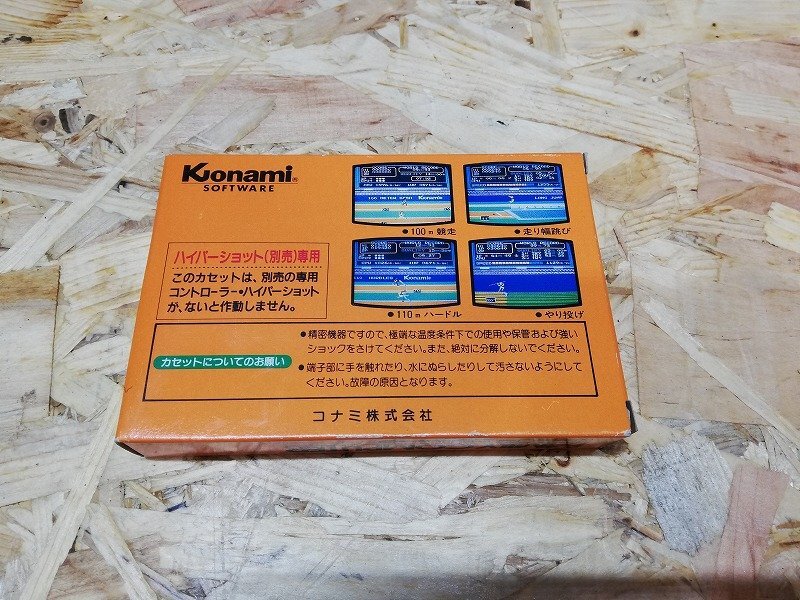 Konami®
SOFTWARE
100 METER DASH
Konami
LONG JUMP
Konami
●100m競走
●走り幅跳び
●110mハードル
●やり投げ
ハイパーショット(別売)専用
このカセットは、別売の専用
コントローラー・ハイパーショット
が、ないと作動しません。
カセットについてのお願い
●精密機器ですので、極端な温度条件下での使用や保管および強い
ショックをさけてください。また、絶対に分解しないでください。
●端子部に手を触れたり、水にぬらしたりして汚さないようにして
ください。故障の原因となります。
コナミ株式会社